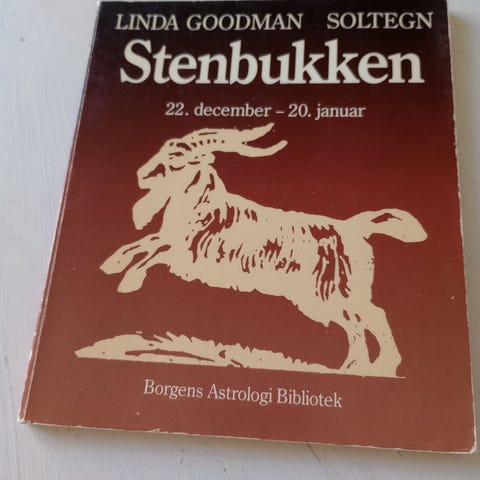 LINDA GOODMAN SOLTEGN
Stenbukken
22. december – 20. januar
Borgens Astrologi Bibliotek